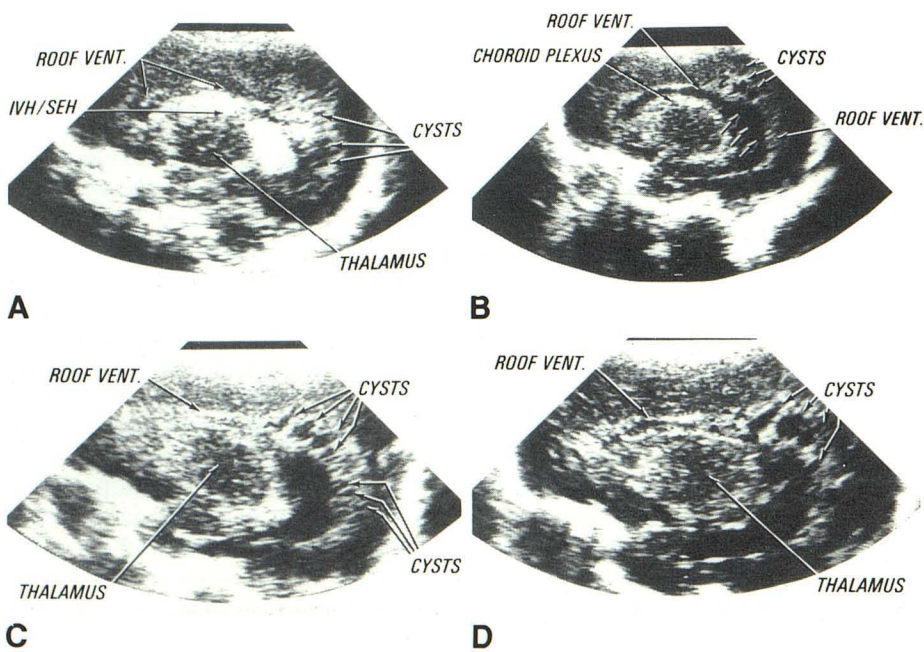 ROOF VENT.
IVH/SEH
CYSTS
THALAMUS
A
ROOF VENT.
CHOROID PLEXUS
CYSTS
ROOF VENT.
B
ROOF VENT.
CYSTS
THALAMUS
CYSTS
C
ROOF VENT.
CYSTS
THALAMUS
D